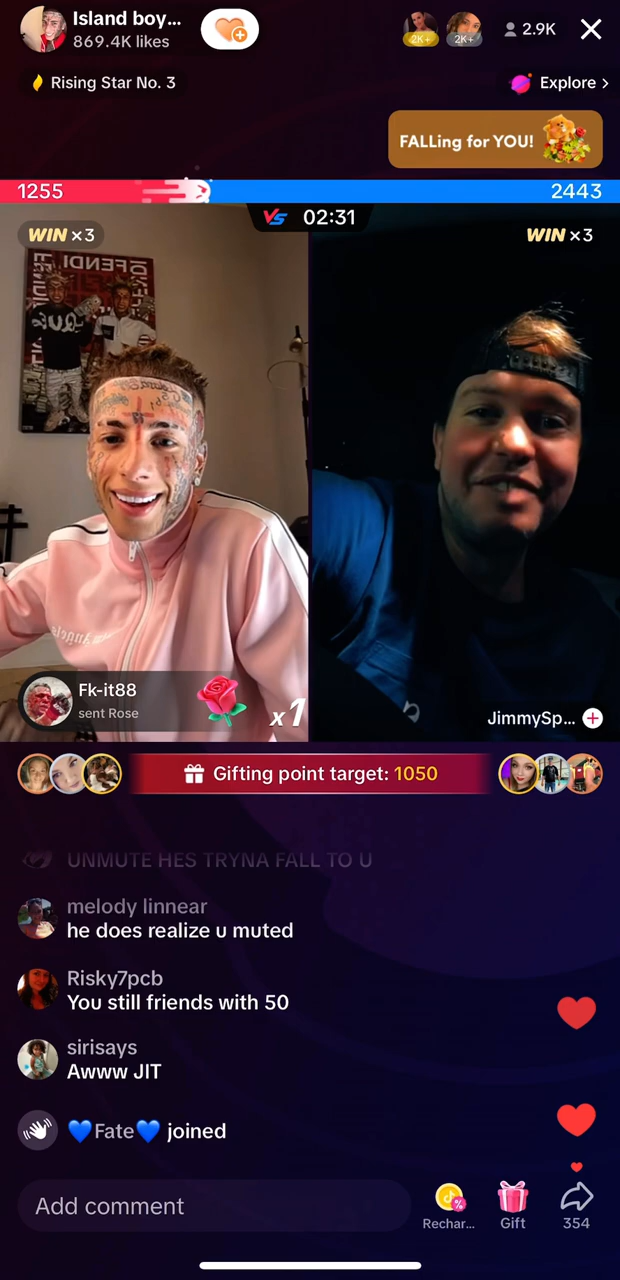 Island boy...
869.4K likes
2K+
2K+
2.9K
Rising Star No. 3
Explore >
FALLing for YOU!
1255
2443
VS 02:31
WIN ×3
WIN ×3
Fk-it88
sent Rose
x1
JimmySp...
Gifting point target: 1050
UNMUTE HES TRYNA FALL TO U
melody linnear
he does realize u muted
Risky7pcb
You still friends with 50
sirisays
Awww JIT
💙Fate💙 joined
Add comment
Rechar...
Gift
354